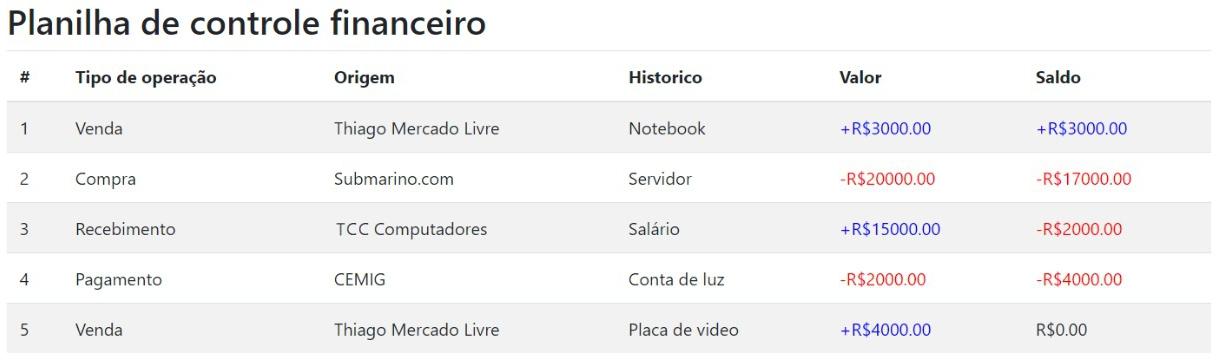 Planilha de controle financeiro
# Tipo de operação Origem Historico Valor Saldo
1 Venda Thiago Mercado Livre Notebook +R$3000.00 +R$3000.00
2 Compra Submarino.com Servidor -R$20000.00 -R$17000.00
3 Recebimento TCC Computadores Salário +R$15000.00 -R$2000.00
4 Pagamento CEMIG Conta de luz -R$2000.00 -R$4000.00
5 Venda Thiago Mercado Livre Placa de video +R$4000.00 R$0.00